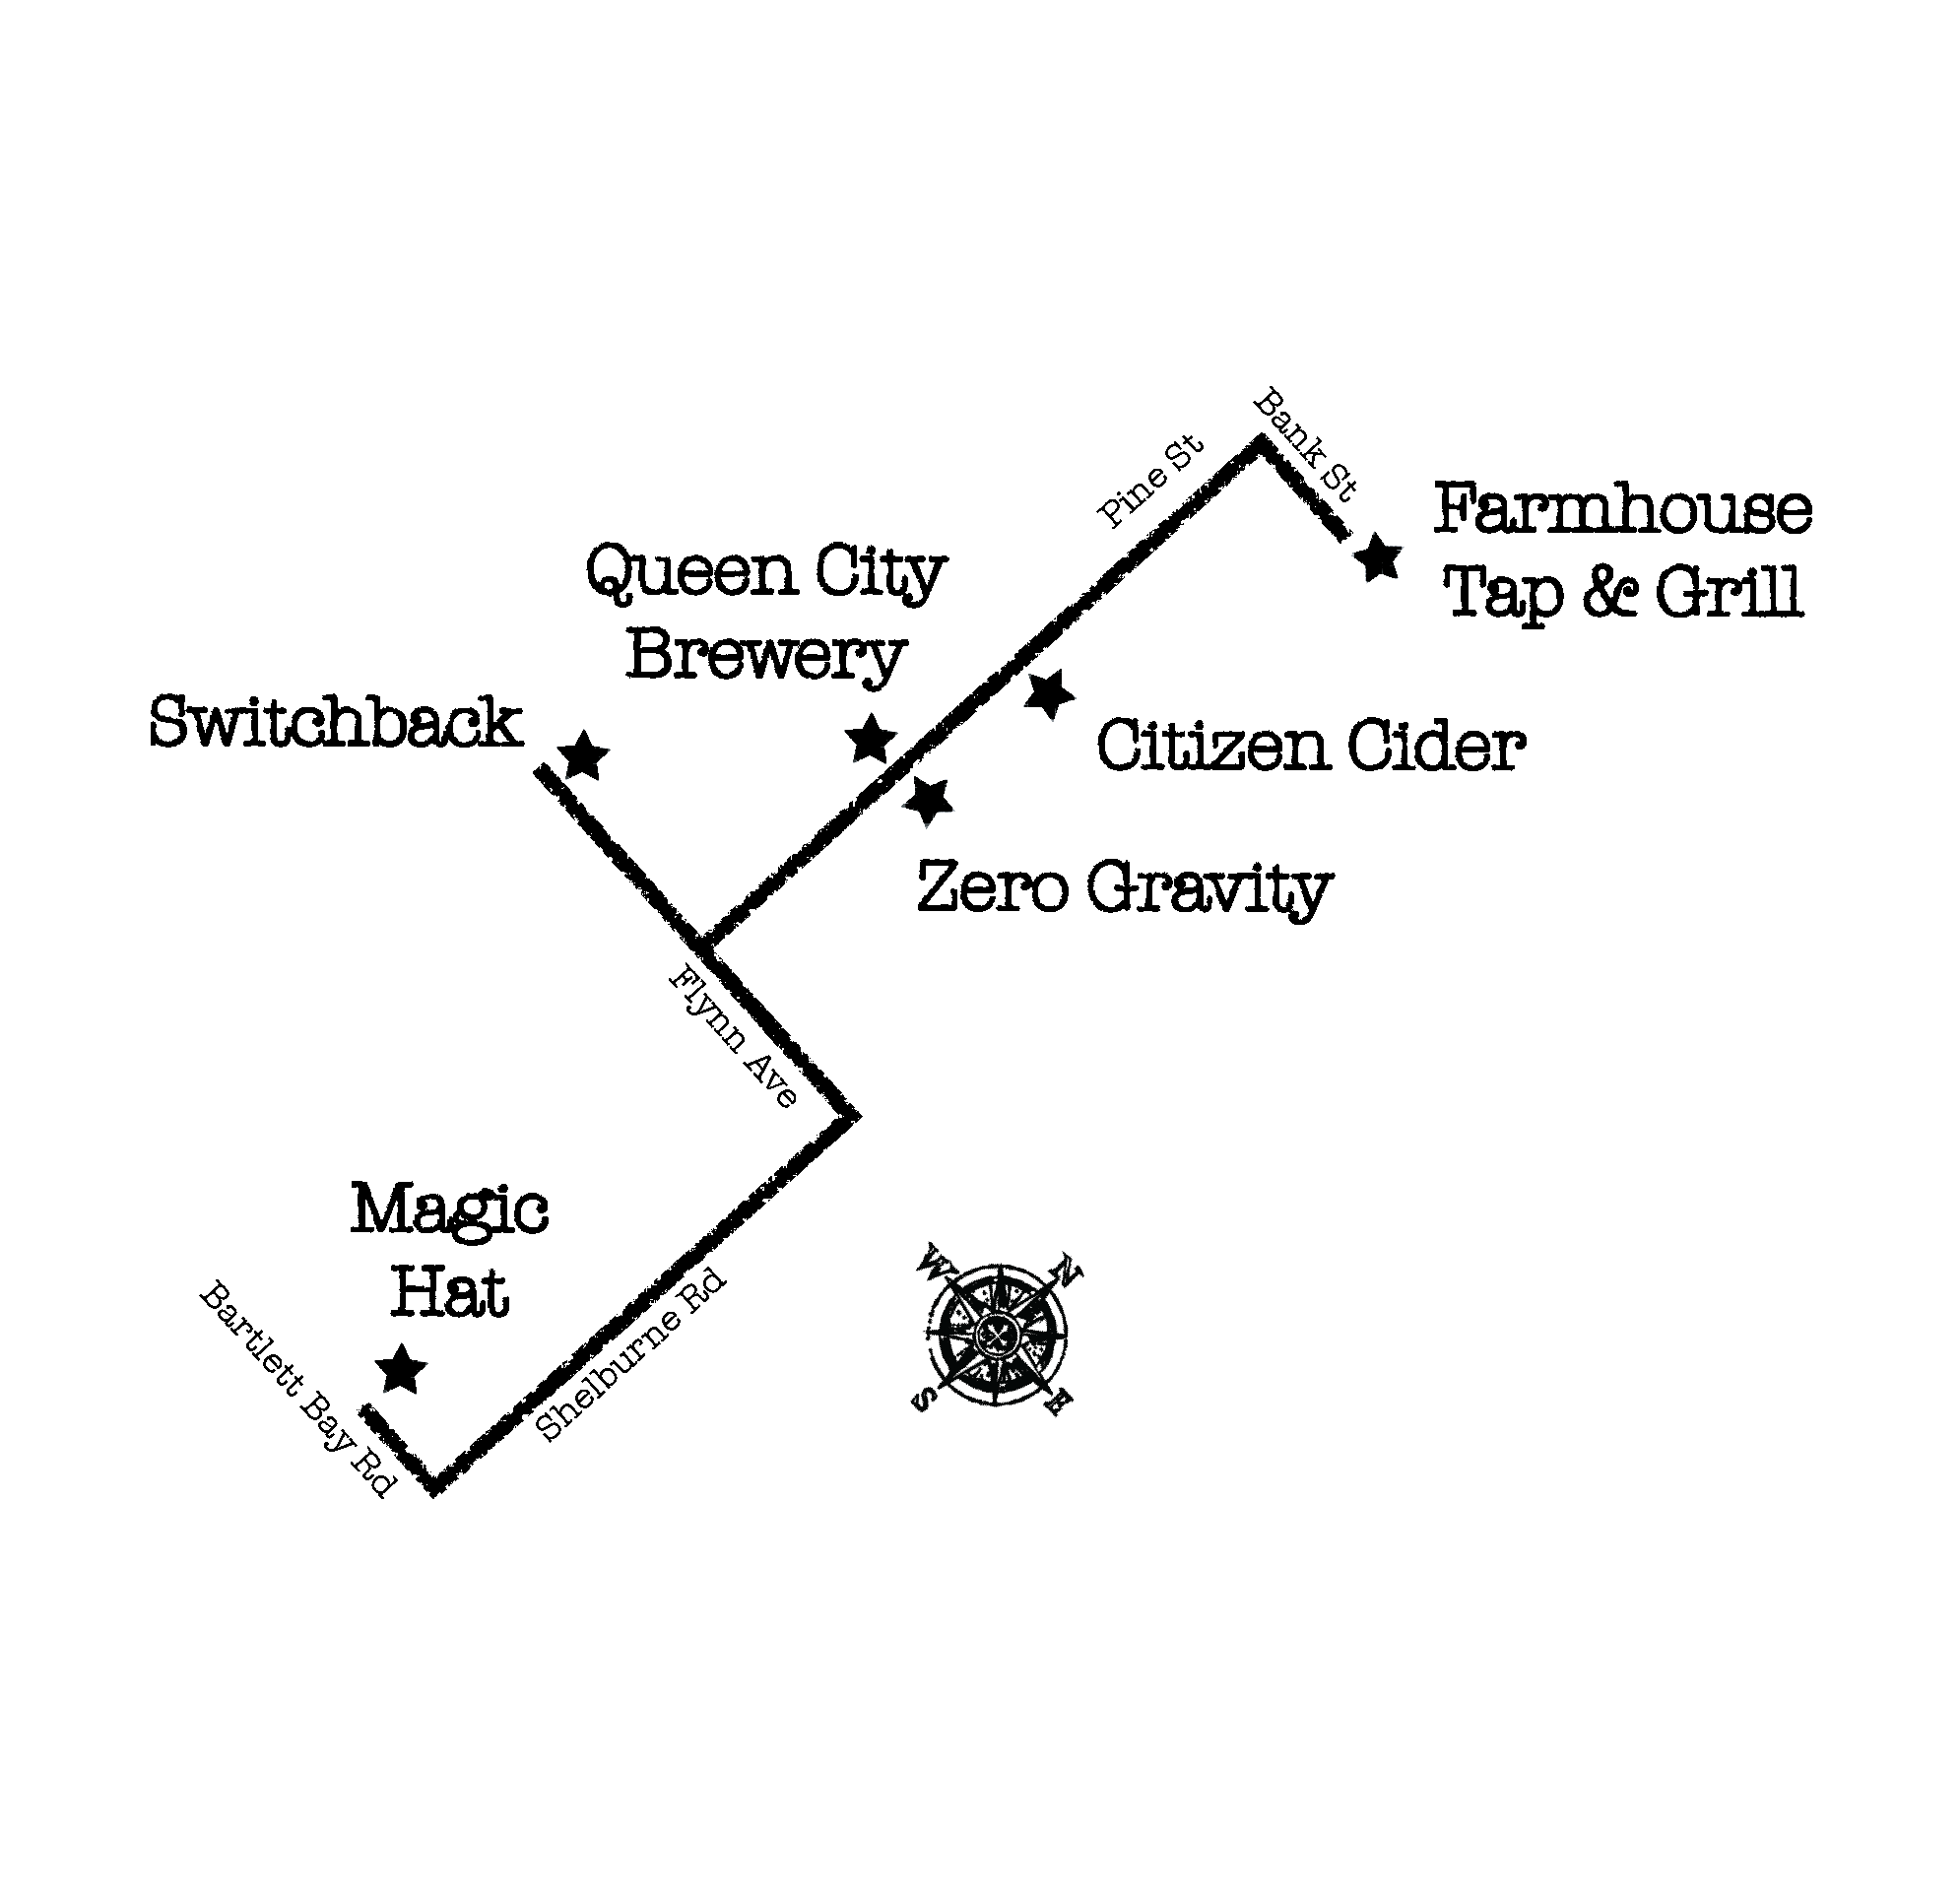 Bank St
Pine St
Farmhouse
Tap & Grill
Queen City
Brewery
Switchback
Citizen Cider
Zero Gravity
Flynn Ave
Magic
Hat
Bartlett Bay Rd
Shelburne Rd
W
N
S
E